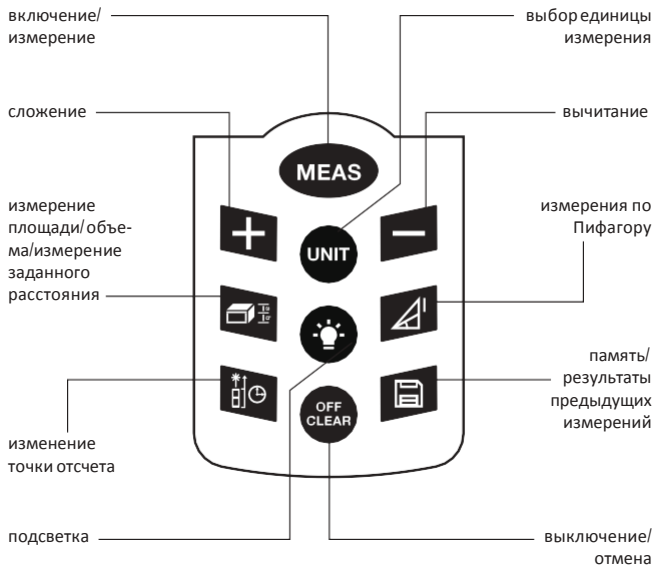 включение/
измерение
выбор единицы
измерения
сложение
вычитание
MEAS
измерение
площади/объе-
ма/измерение
заданного
расстояния
измерения по
Пифагору
UNIT
память/
результаты
предыдущих
измерений
OFF
CLEAR
изменение
точки отсчета
подсветка
выключение/
отмена